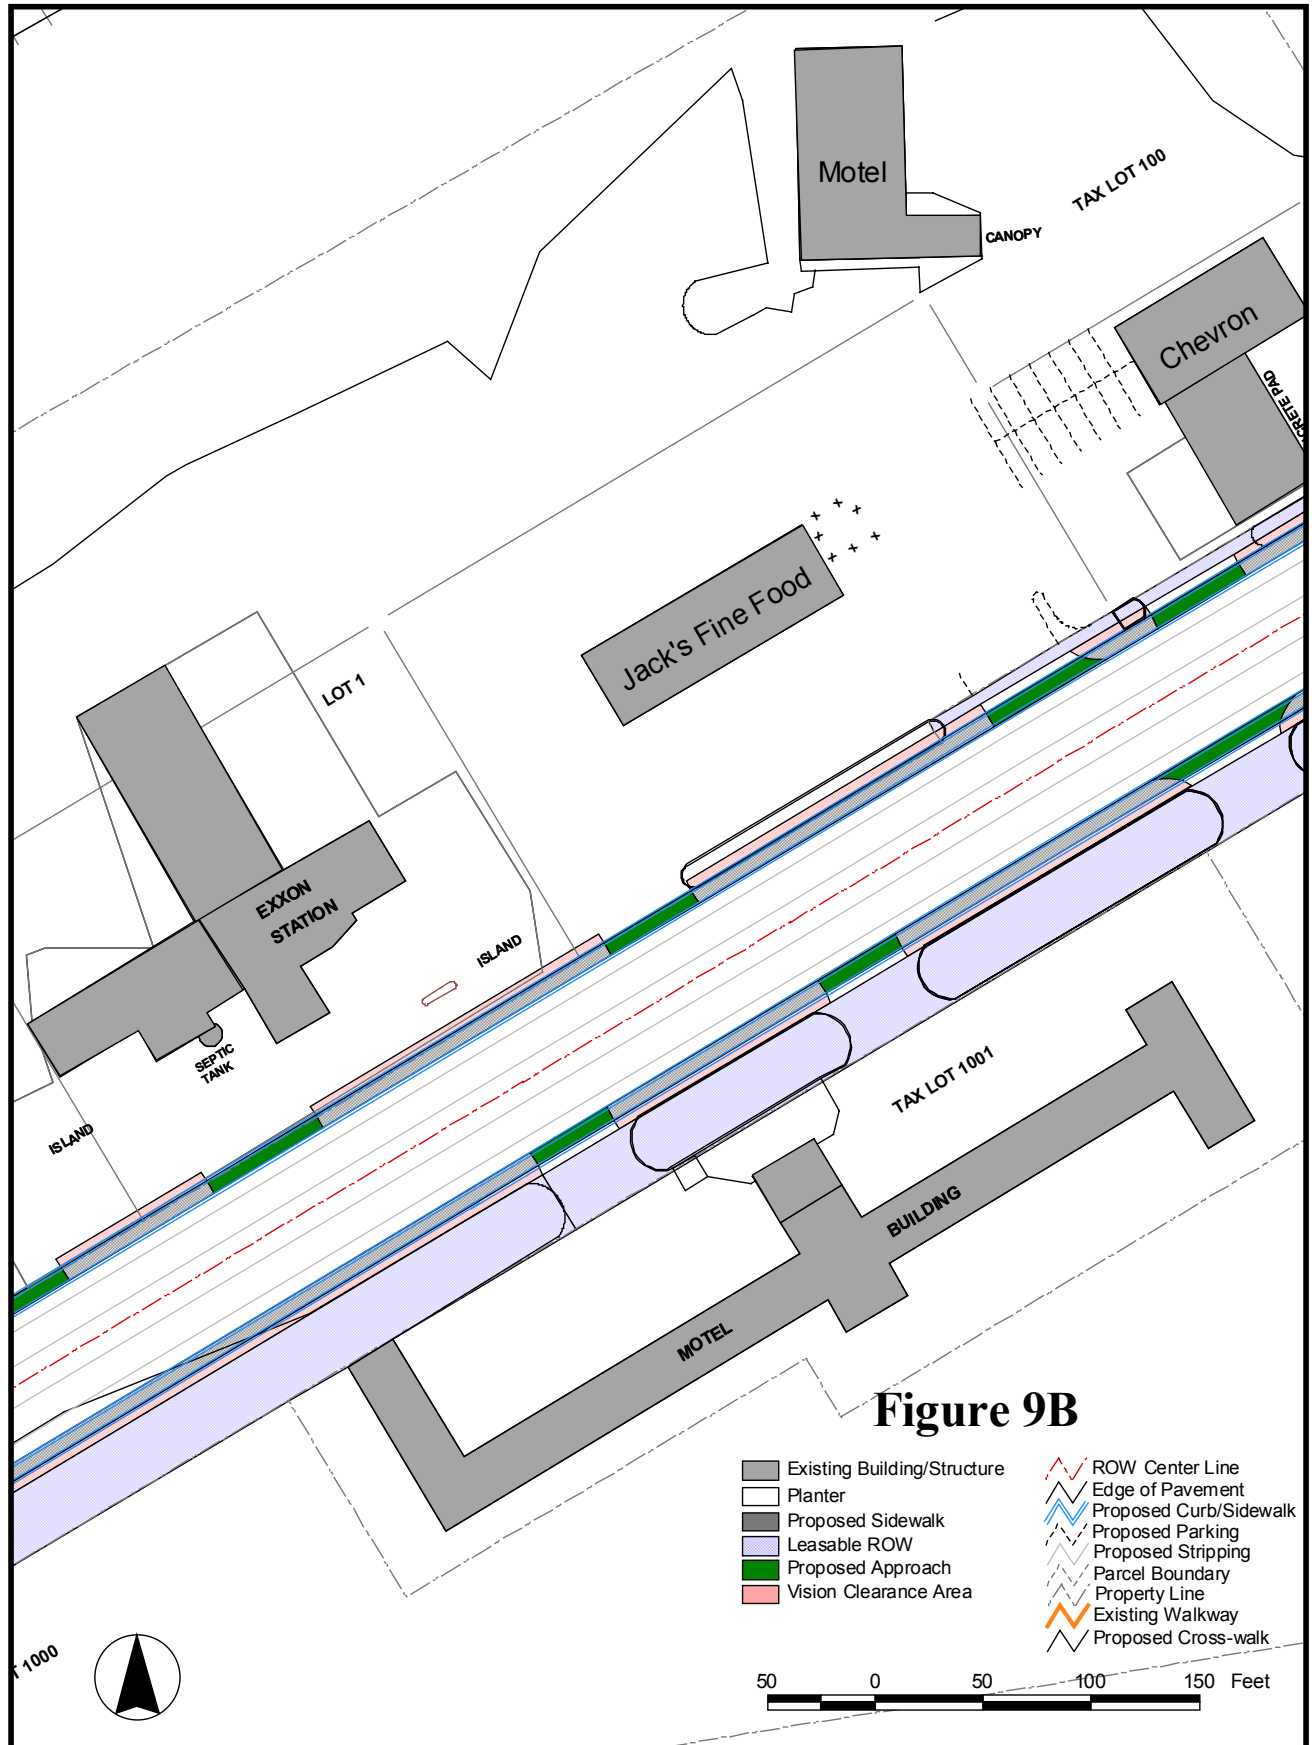 Motel
TAX LOT 100
CANOPY
Chevron
CRETE PAD
Jack's Fine Food
LOT 1
EXXON
STATION
ISLAND
SEPTIC
TANK
ISLAND
TAX LOT 1001
BUILDING
MOTEL
Figure 9B
Existing Building/Structure
Planter
Proposed Sidewalk
Leasable ROW
Proposed Approach
Vision Clearance Area
ROW Center Line
Edge of Pavement
Proposed Curb/Sidewalk
Proposed Parking
Proposed Stripping
Parcel Boundary
Property Line
Existing Walkway
Proposed Cross-walk
T 1000
50 0 50 100 150 Feet